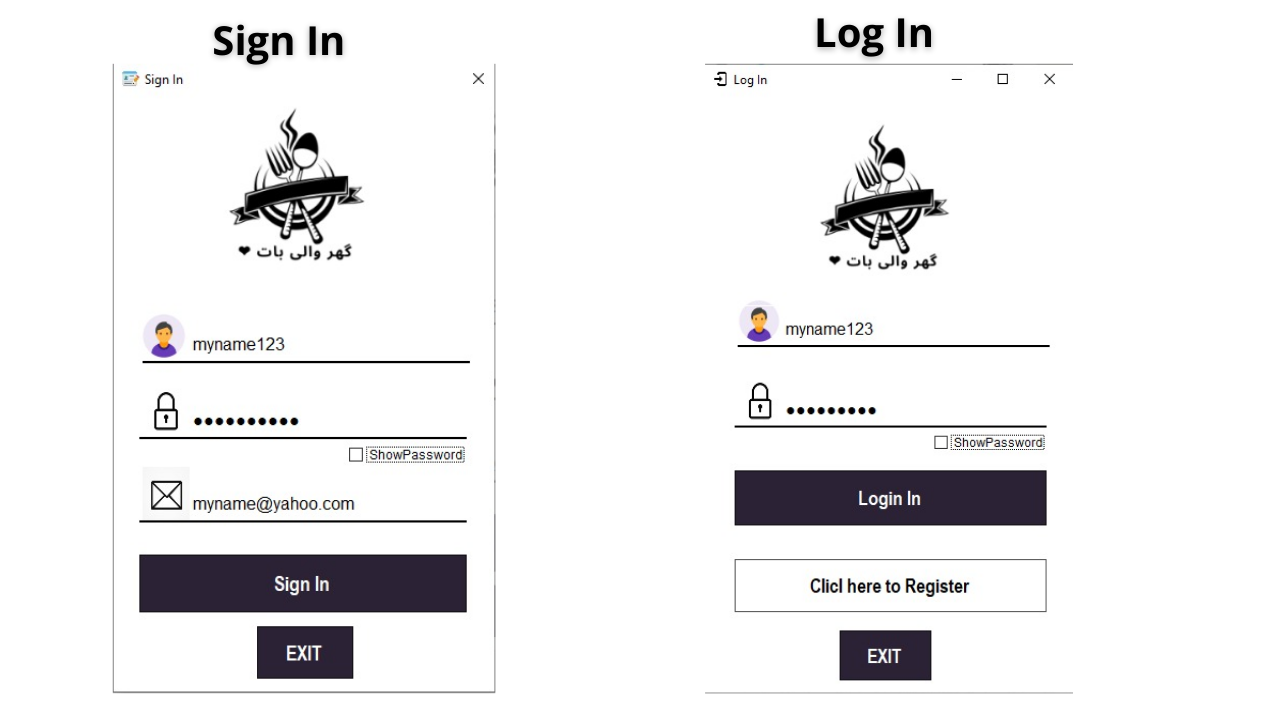 Sign In
Sign In
گھر والی بات ❤
myname123
●●●●●●●●●●
ShowPassword
myname@yahoo.com
Sign In
EXIT
Log In
Log In
گھر والی بات ❤
myname123
●●●●●●●●●
ShowPassword
Login In
Clicl here to Register
EXIT